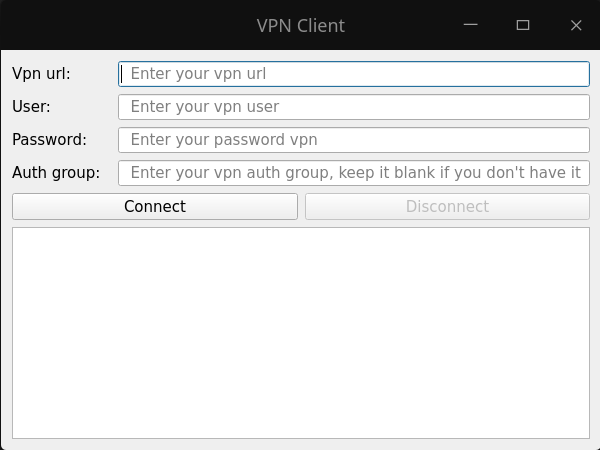 VPN Client
Vpn url: Enter your vpn url
User: Enter your vpn user
Password: Enter your password vpn
Auth group: Enter your vpn auth group, keep it blank if you don't have it
Connect Disconnect